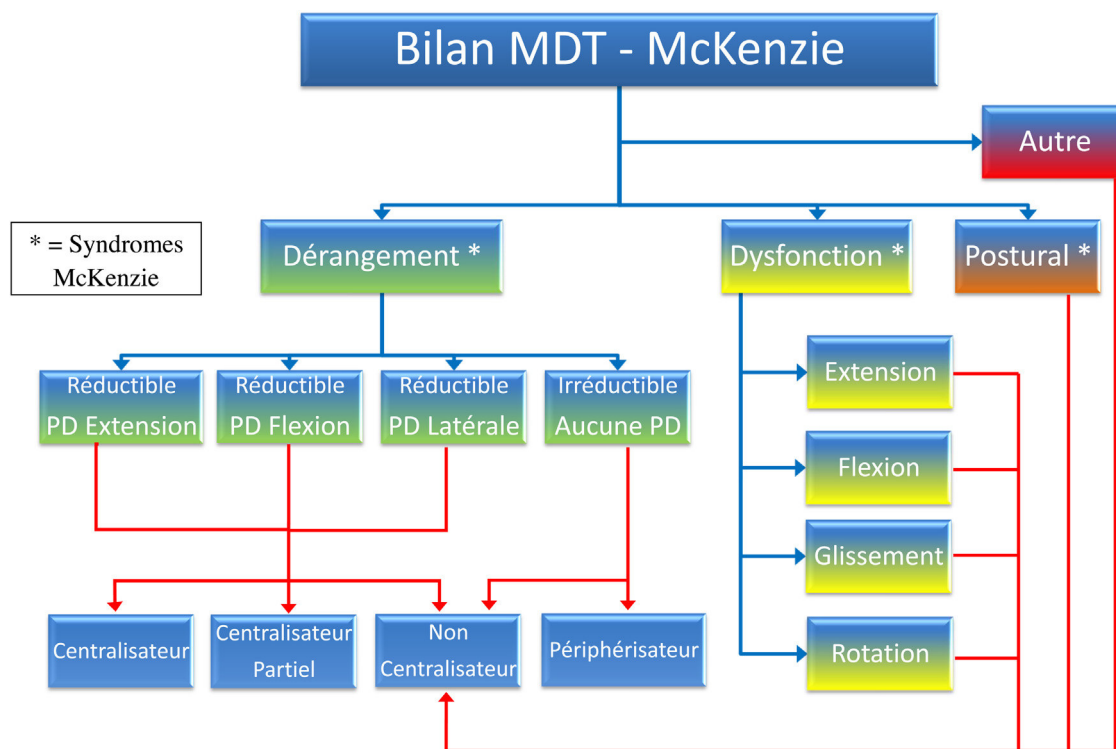 Bilan MDT - McKenzie
Autre
* = Syndromes
McKenzie
Dérangement *
Dysfonction *
Postural *
Réductible
PD Extension
Réductible
PD Flexion
Réductible
PD Latérale
Irréductible
Aucune PD
Extension
Flexion
Glissement
Rotation
Centralisateur
Centralisateur
Partiel
Non
Centralisateur
Périphérisateur